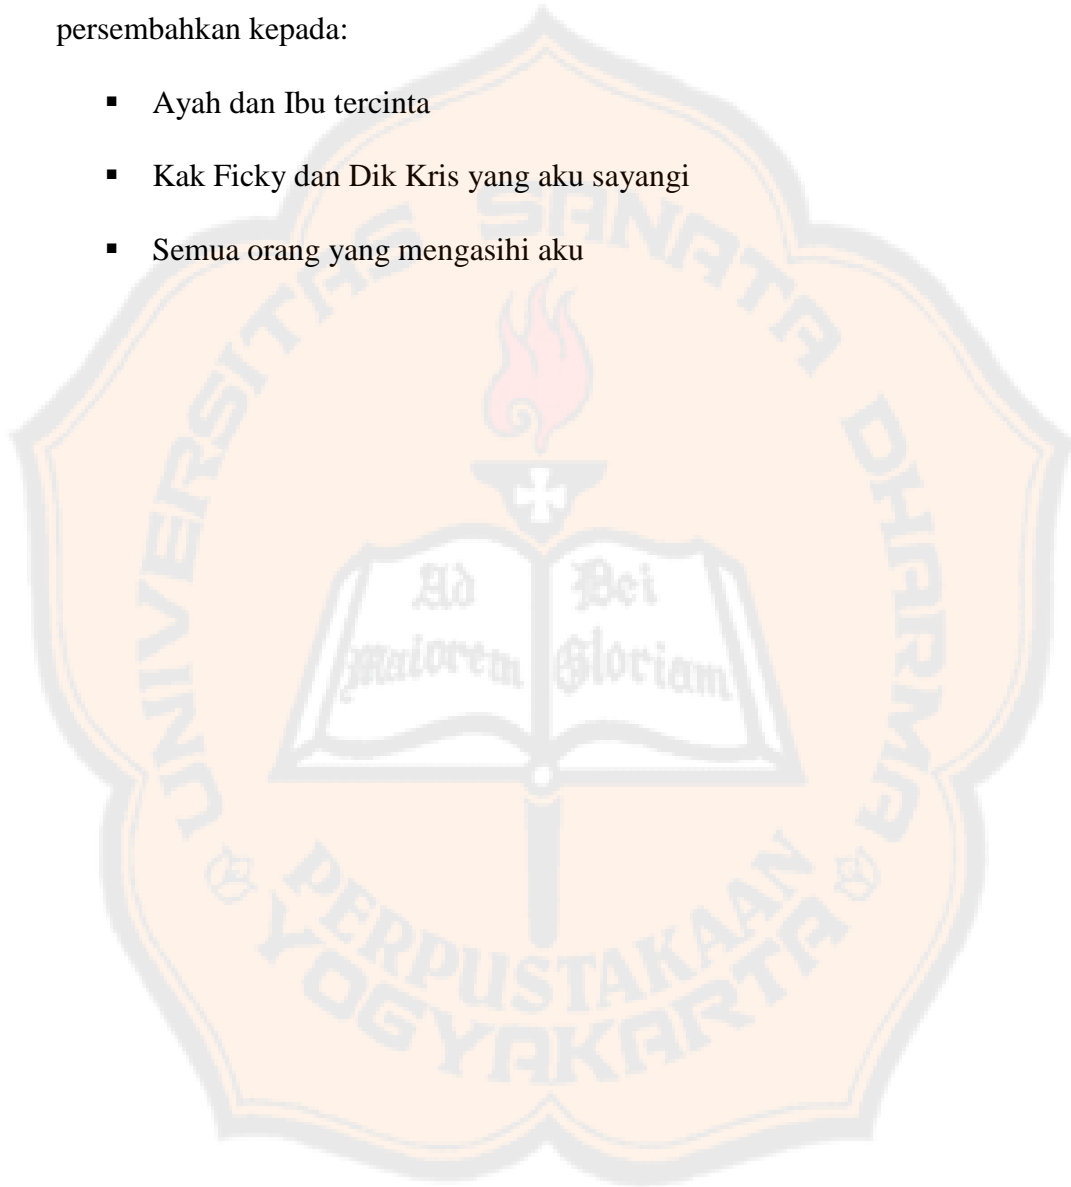 persembahkan kepada:
▪ Ayah dan Ibu tercinta
▪ Kak Ficky dan Dik Kris yang aku sayangi
▪ Semua orang yang mengasihi aku
UNIVERSITAS SANATA DHARMA
Ad Dei
Maiorem Gloriam
PERPUSTAKAAN
YOGYAKARTA